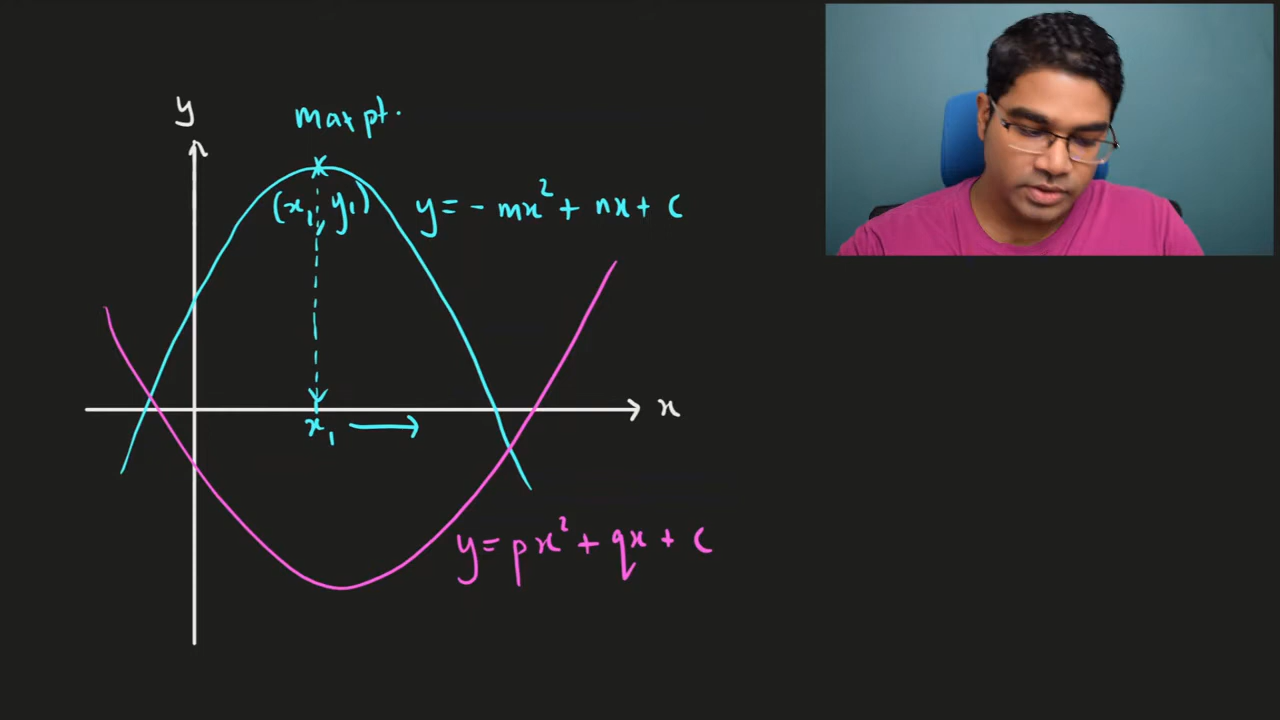 y
max pt.
(x₁, y₁)
y = - mx² + nx + c
x
x₁
y = px² + qx + c